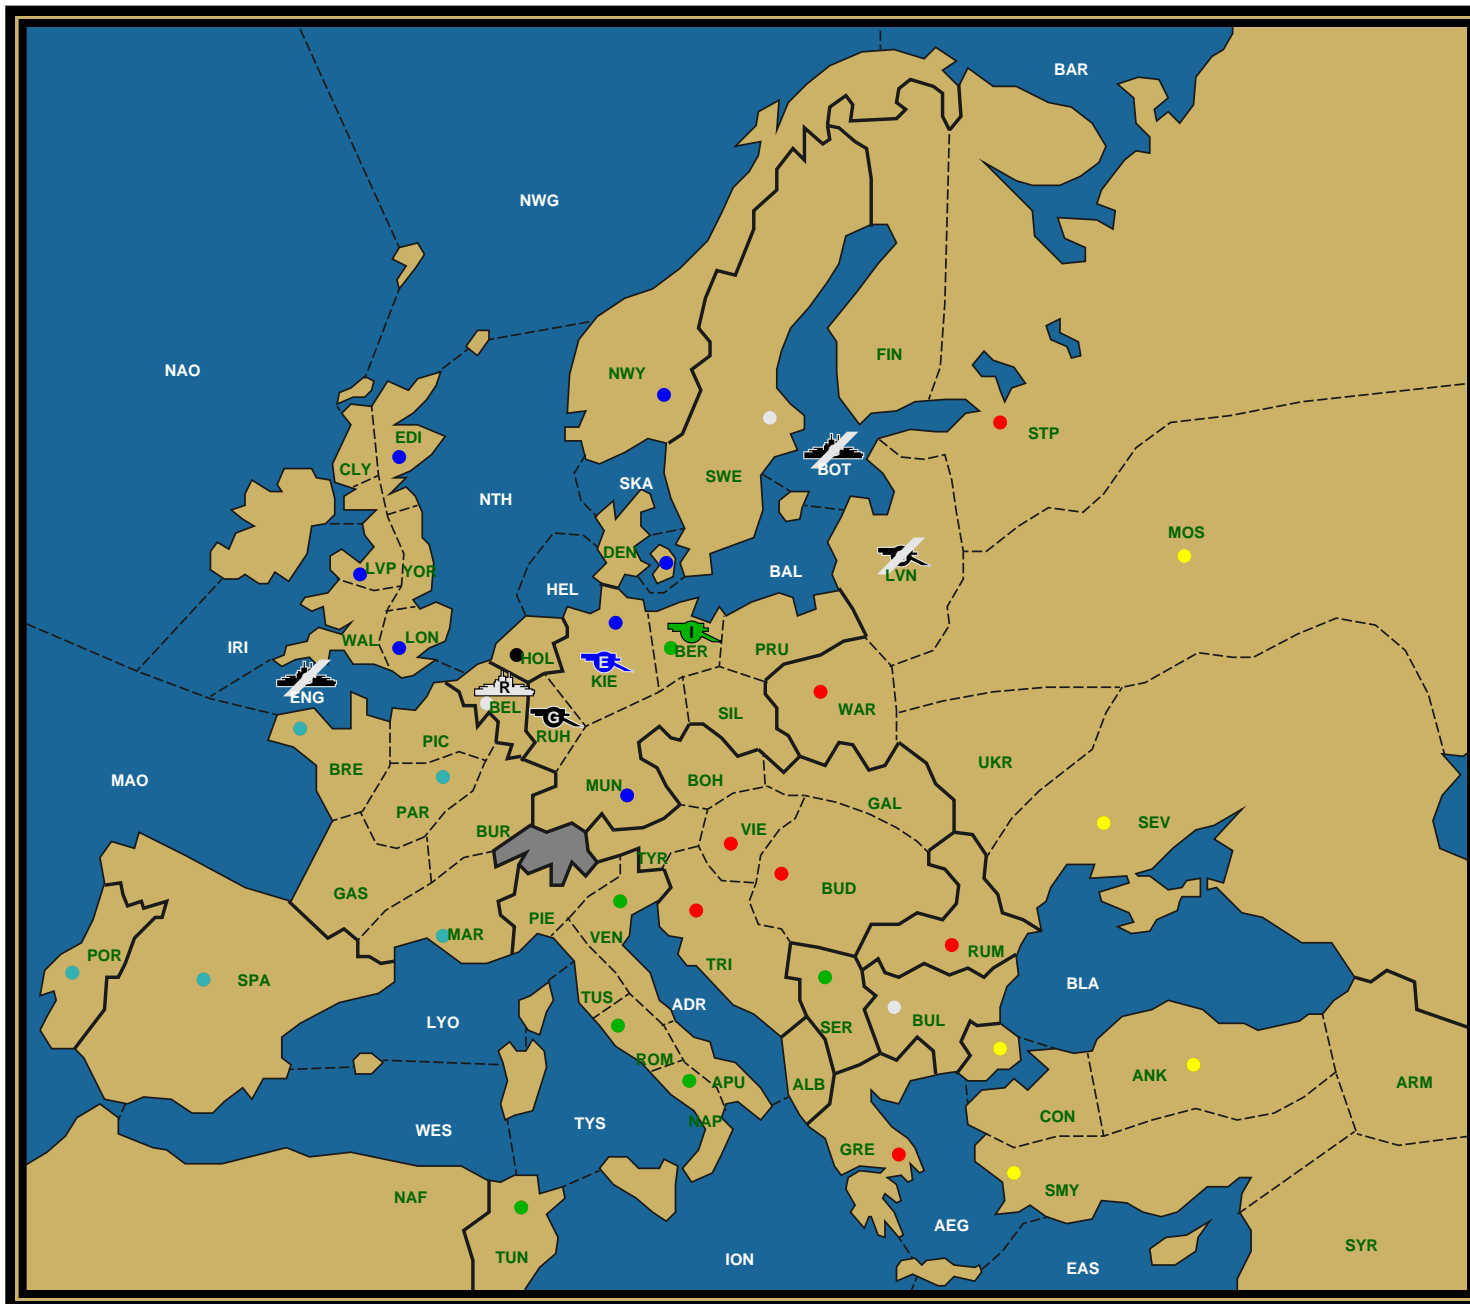 BAR
NWG
NAO
FIN
NWY
EDI
STP
CLY
SWE
BOT
SKA
NTH
MOS
DEN
LVP
YOR
BAL
LVN
HEL
IRI
WAL
LON
HOL
I
BER
PRU
E
KIE
ENG
R
BEL
G
RUH
SIL
WAR
PIC
BRE
MUN
BOH
UKR
MAO
PAR
GAL
SEV
BUR
VIE
TYR
BUD
GAS
PIE
VEN
MAR
POR
SPA
TRI
RUM
BLA
TUS
ADR
LYO
SER
BUL
ROM
APU
ALB
ANK
ARM
NAP
CON
WES
TYS
GRE
SMY
NAF
AEG
TUN
ION
EAS
SYR